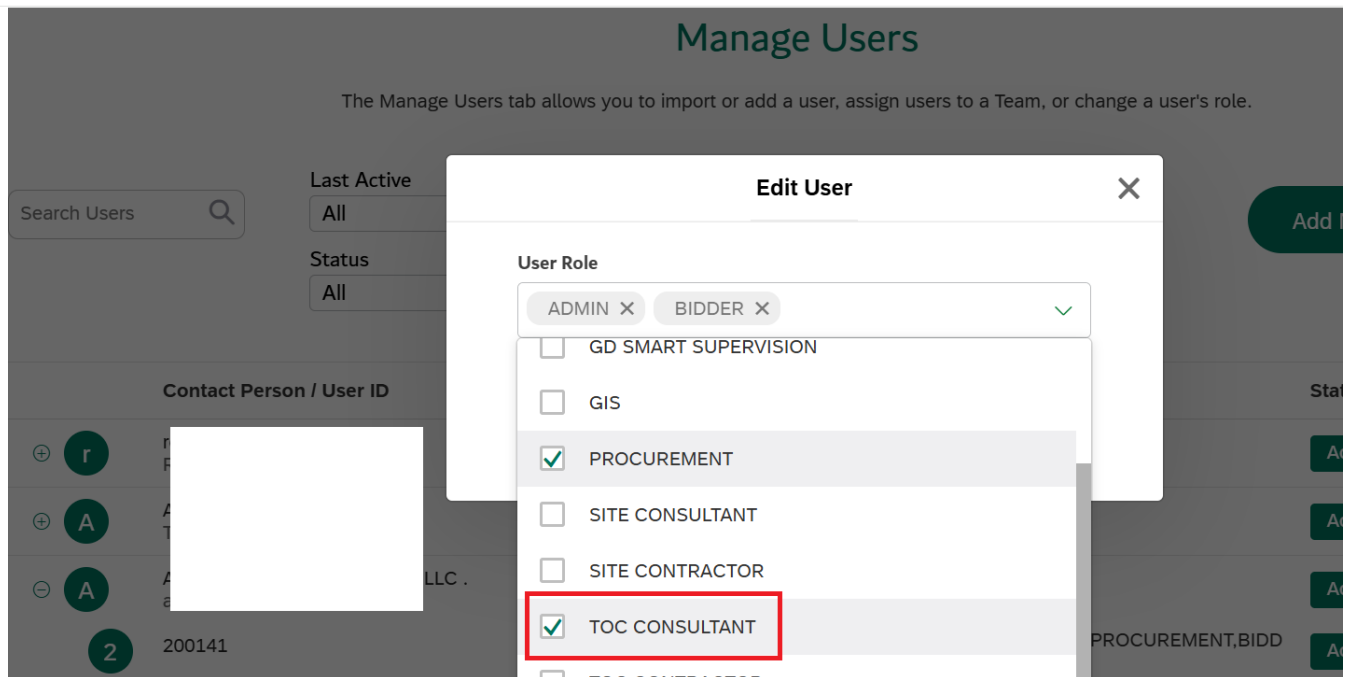 Manage Users
The Manage Users tab allows you to import or add a user, assign users to a Team, or change a user's role.
Search Users
Last Active
All
Status
All
Add
Edit User
User Role
ADMIN
BIDDER
GD SMART SUPERVISION
GIS
PROCUREMENT
SITE CONSULTANT
SITE CONTRACTOR
TOC CONSULTANT
Contact Person / User ID
r
A
A
LLC .
2
200141
PROCUREMENT,BIDD